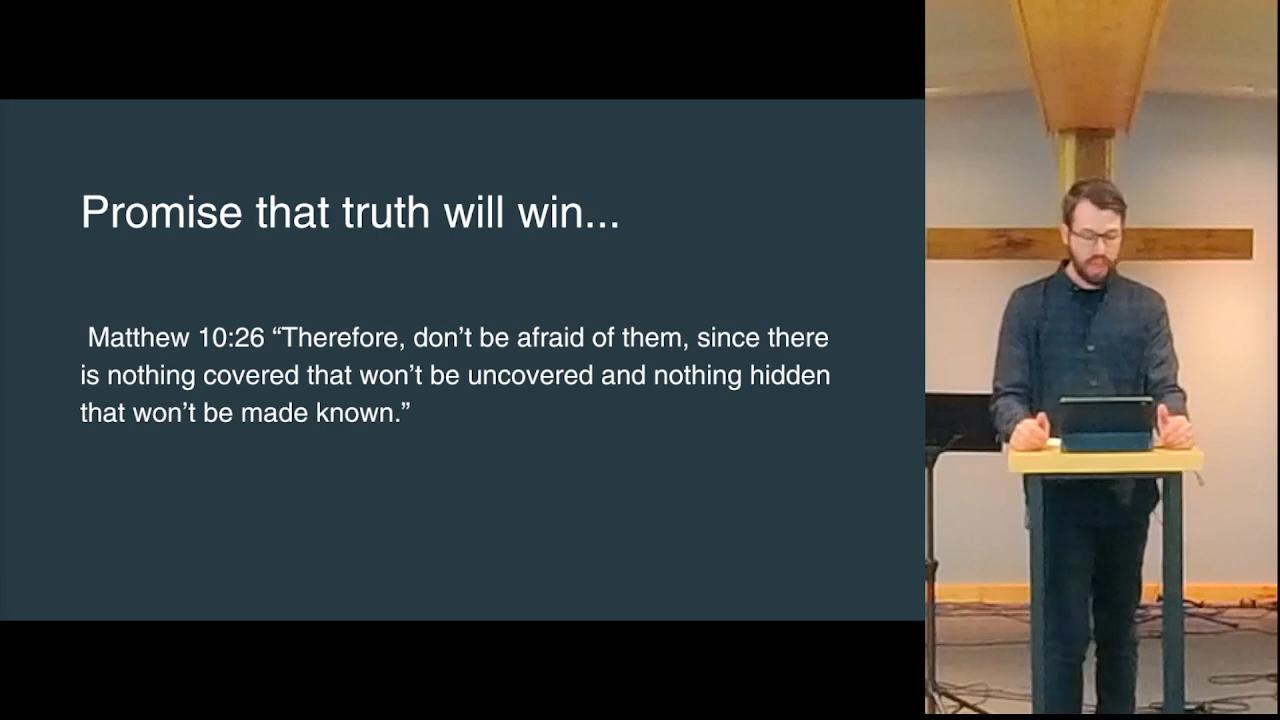 Promise that truth will win...
Matthew 10:26 “Therefore, don’t be afraid of them, since there
is nothing covered that won’t be uncovered and nothing hidden
that won’t be made known.”